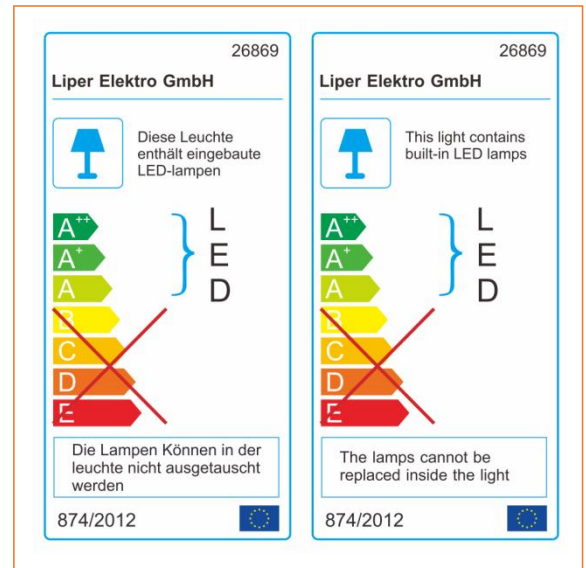 26869
Liper Elektro GmbH
Diese Leuchte
enthält eingebaute
LED-lampen
A++
A+
A
B
C
D
E
L
E
D
Die Lampen Können in der
leuchte nicht ausgetauscht
werden
874/2012
26869
Liper Elektro GmbH
This light contains
built-in LED lamps
A++
A+
A
B
C
D
E
L
E
D
The lamps cannot be
replaced inside the light
874/2012